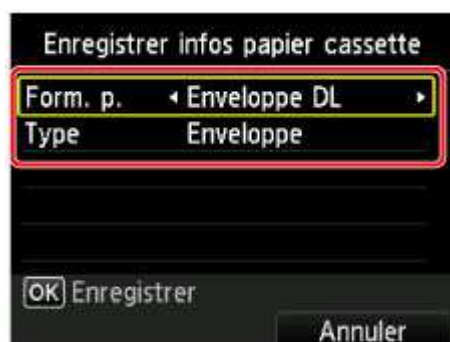 Enregistrer infos papier cassette
Form. p. Enveloppe DL
Type Enveloppe
OK Enregistrer
Annuler